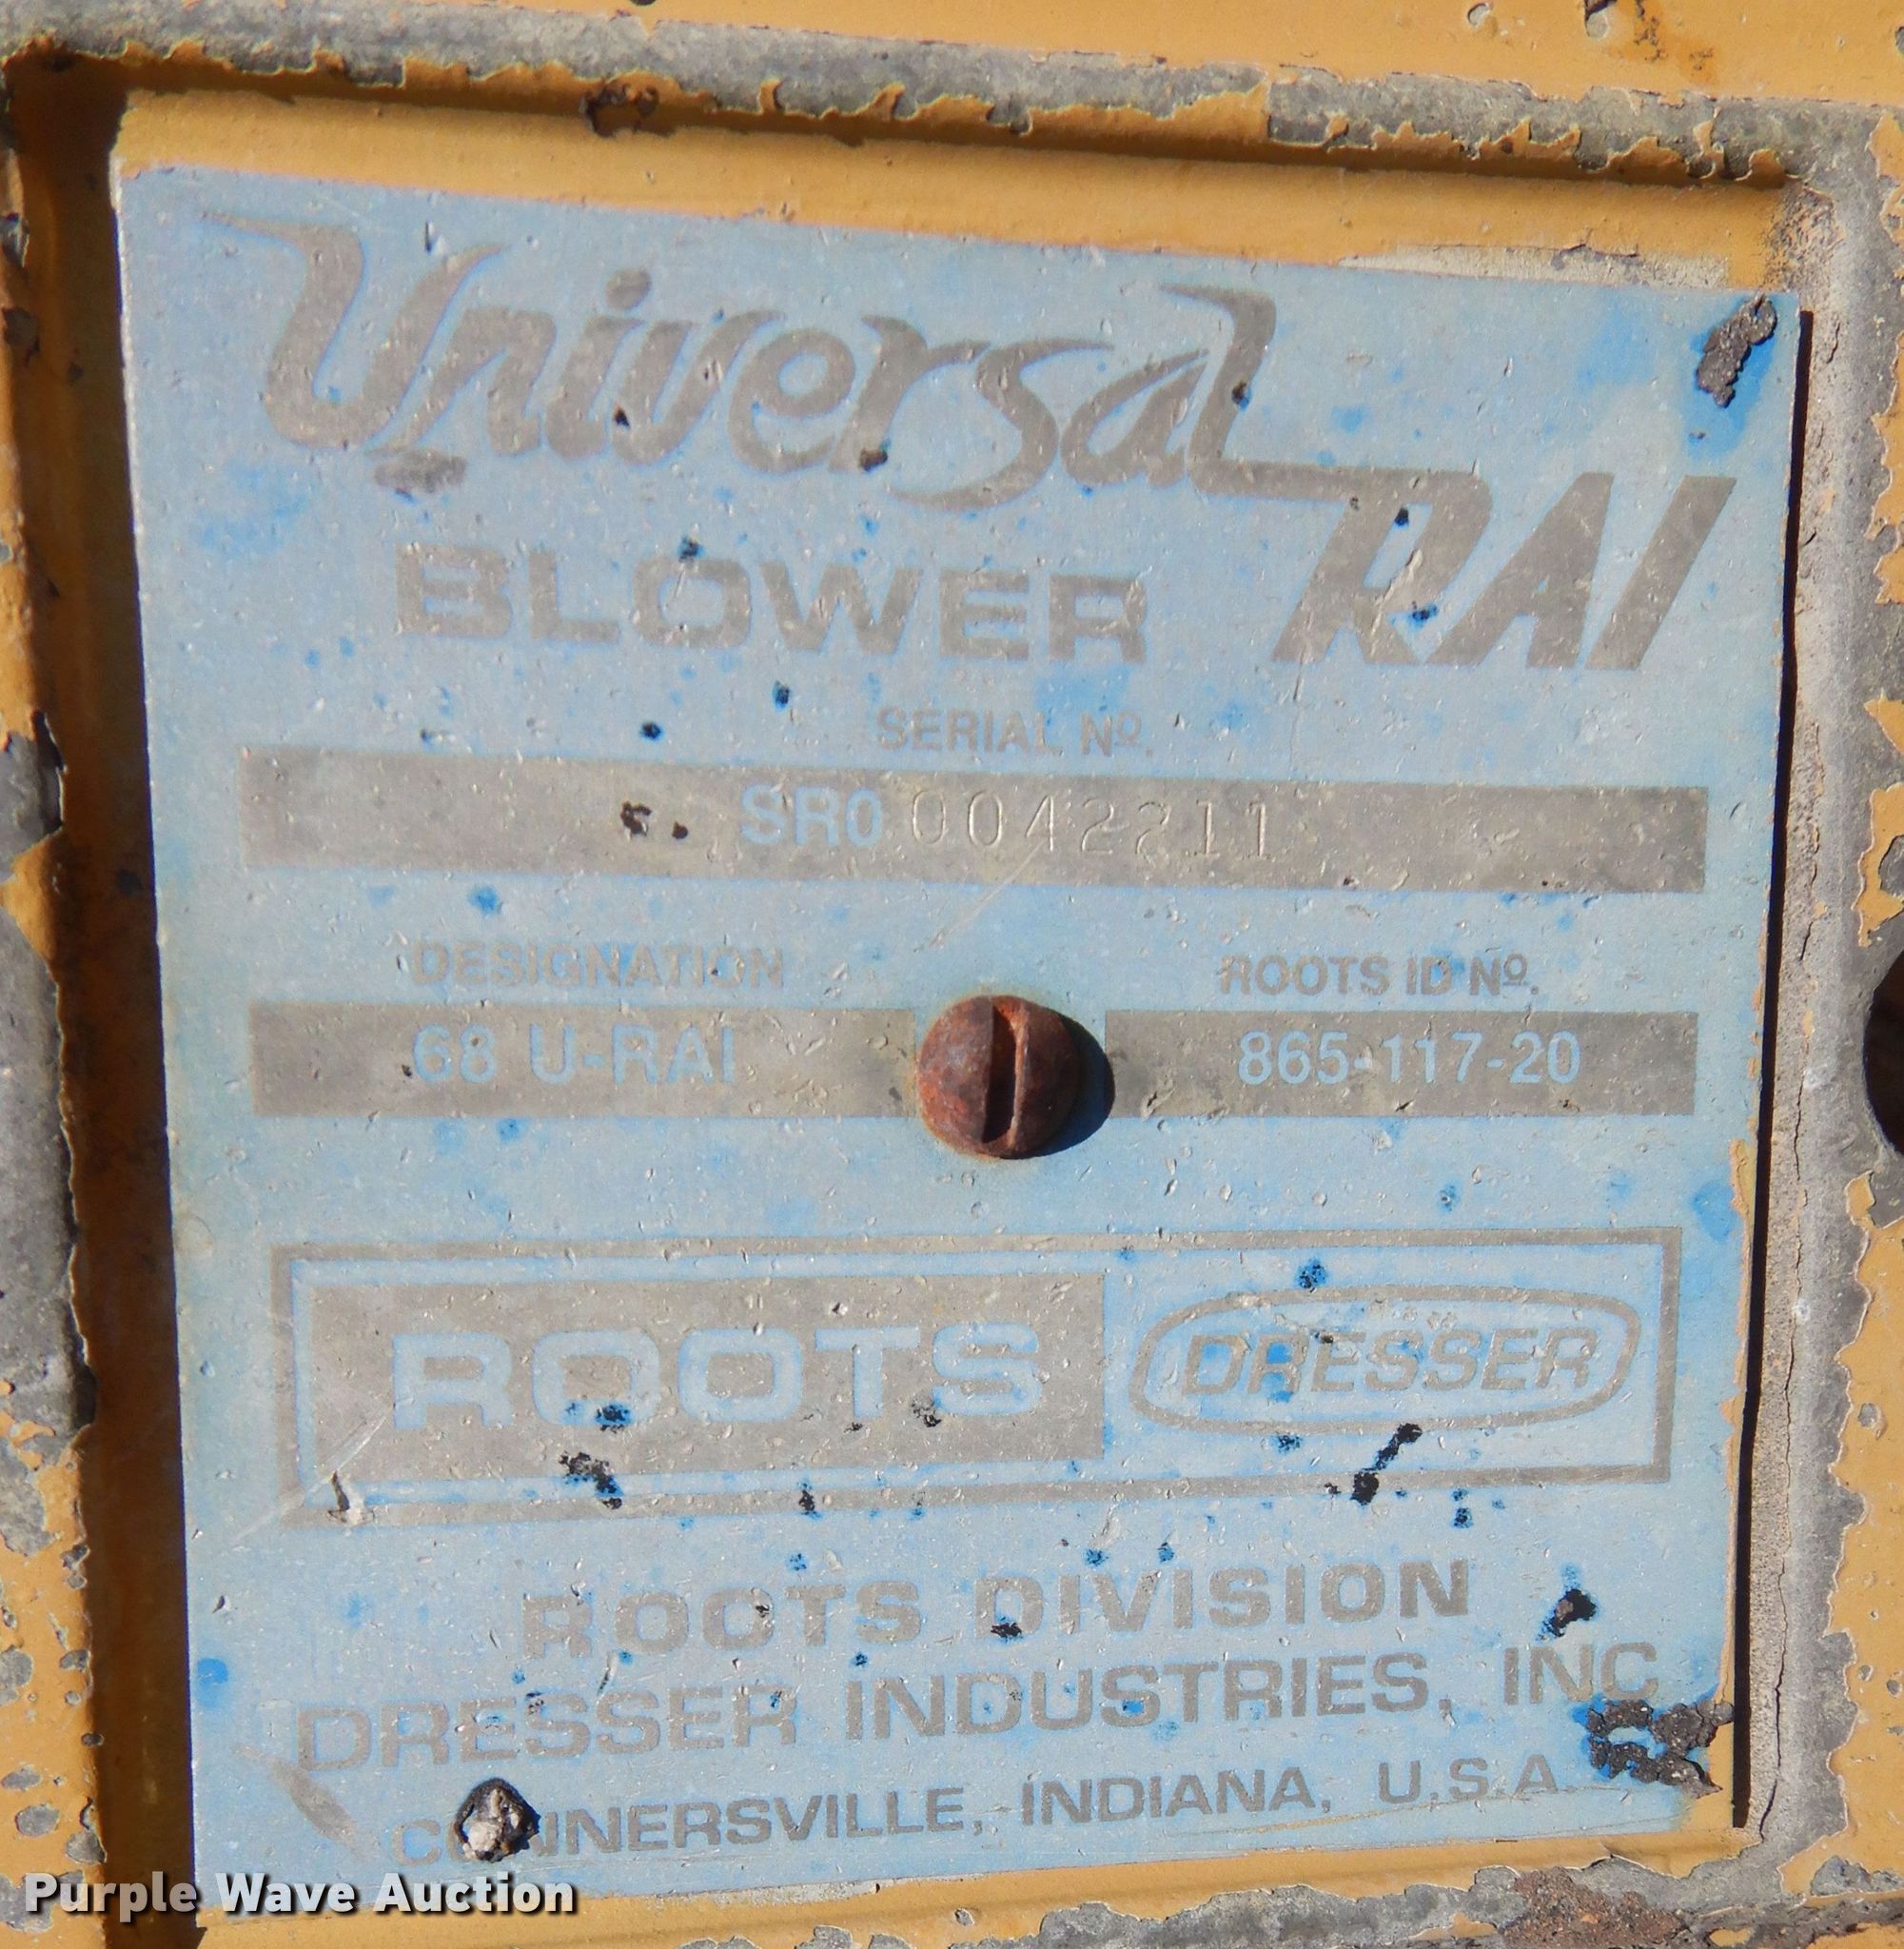 Universal RAI
BLOWER
SERIAL Nº.
SR0 0042211
DESIGNATION
ROOTS ID Nº.
68 U-RAI
865-117-20
ROOTS
DRESSER
ROOTS DIVISION
DRESSER INDUSTRIES, INC
CONNERSVILLE, INDIANA, U.S.A.
Purple Wave Auction